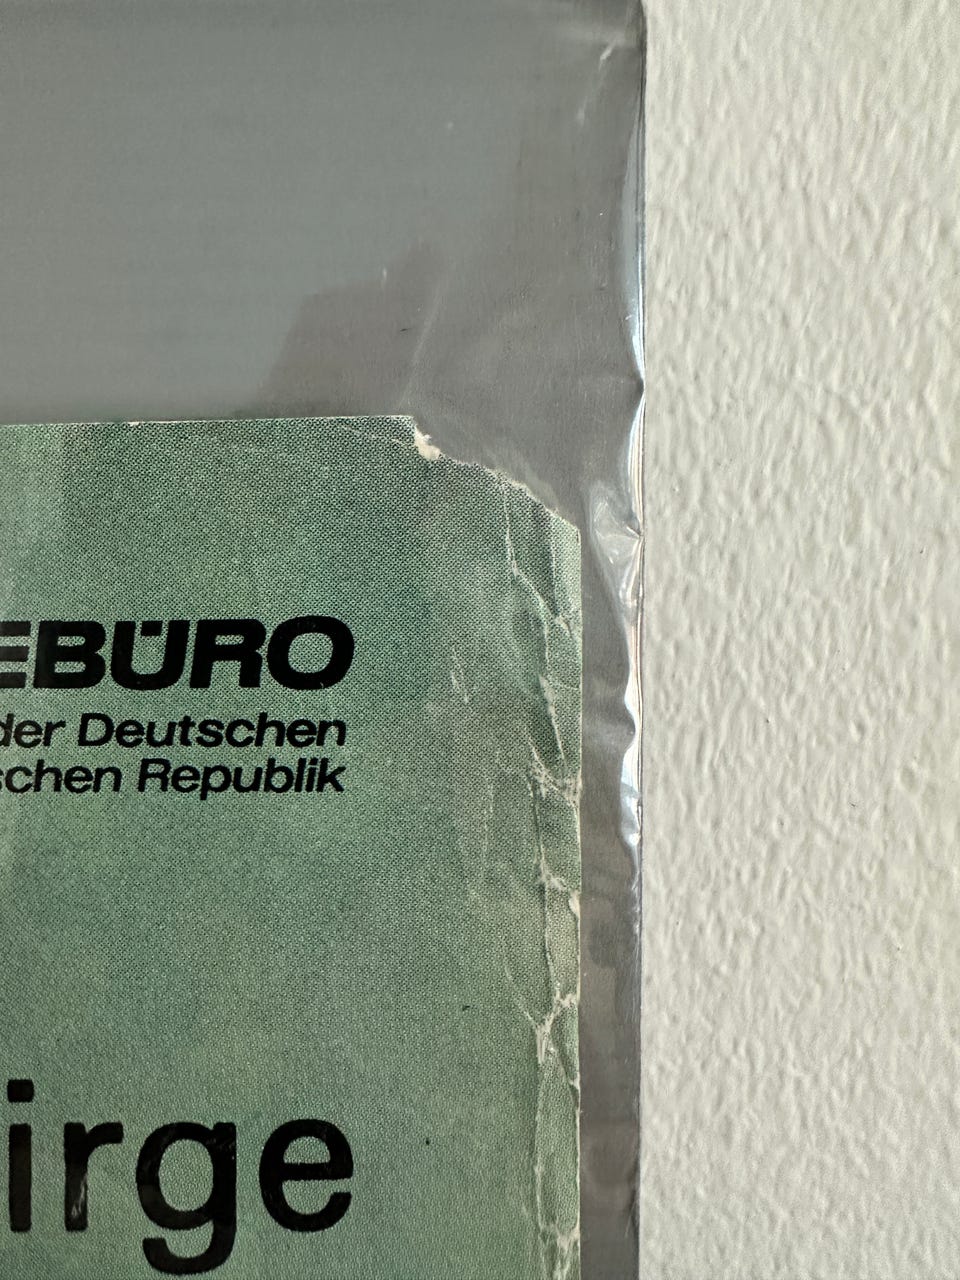 EBÜRO
der Deutschen
schen Republik
irge